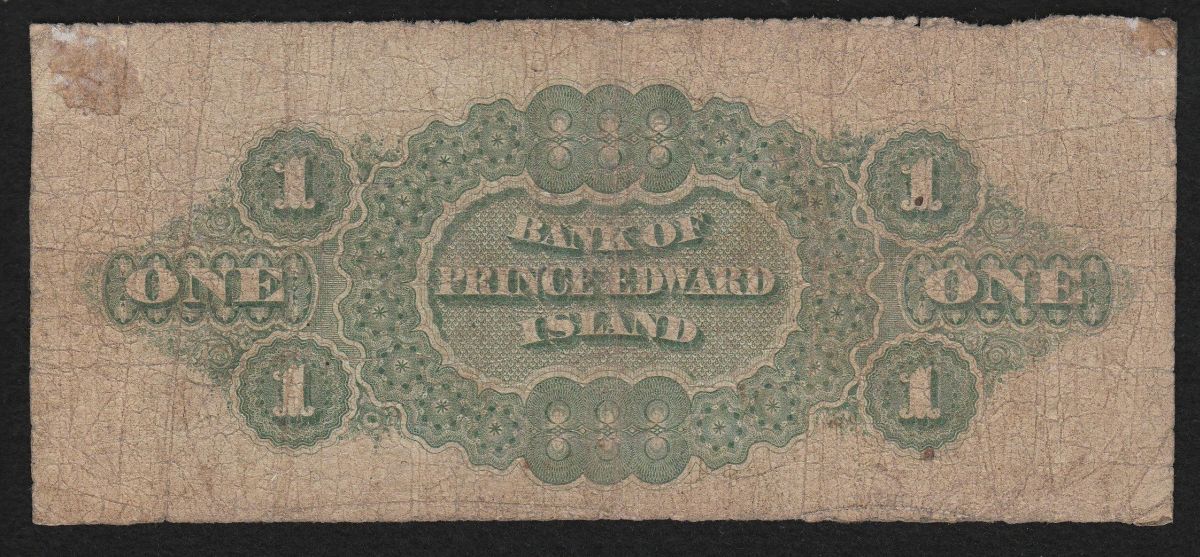 1
1
BANK OF
PRINCE EDWARD
ISLAND
ONE
ONE
1
1